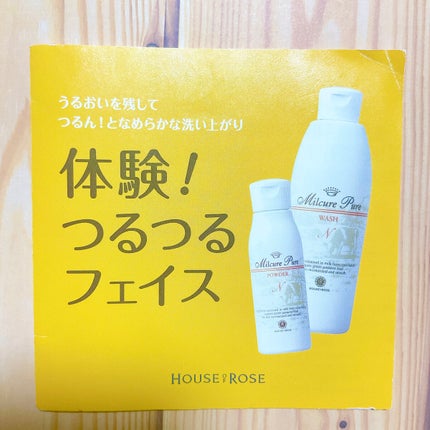 うるおいを残して
つるん!となめらかな洗い上がり
体験!
つるつる
フェイス
Milcure Pure
WASH
N
Milcure Pure
POWDER
N
HOUSE OF ROSE